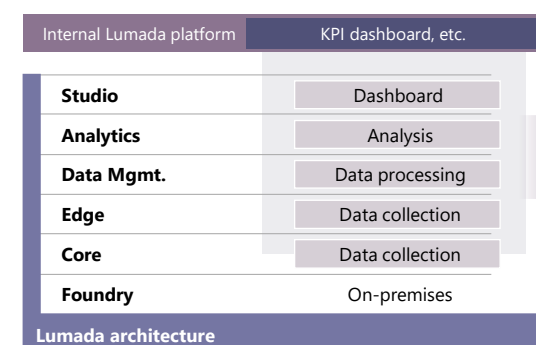 Internal Lumada platform KPI dashboard, etc.
Studio Dashboard
Analytics Analysis
Data Mgmt. Data processing
Edge Data collection
Core Data collection
Foundry On-premises
Lumada architecture